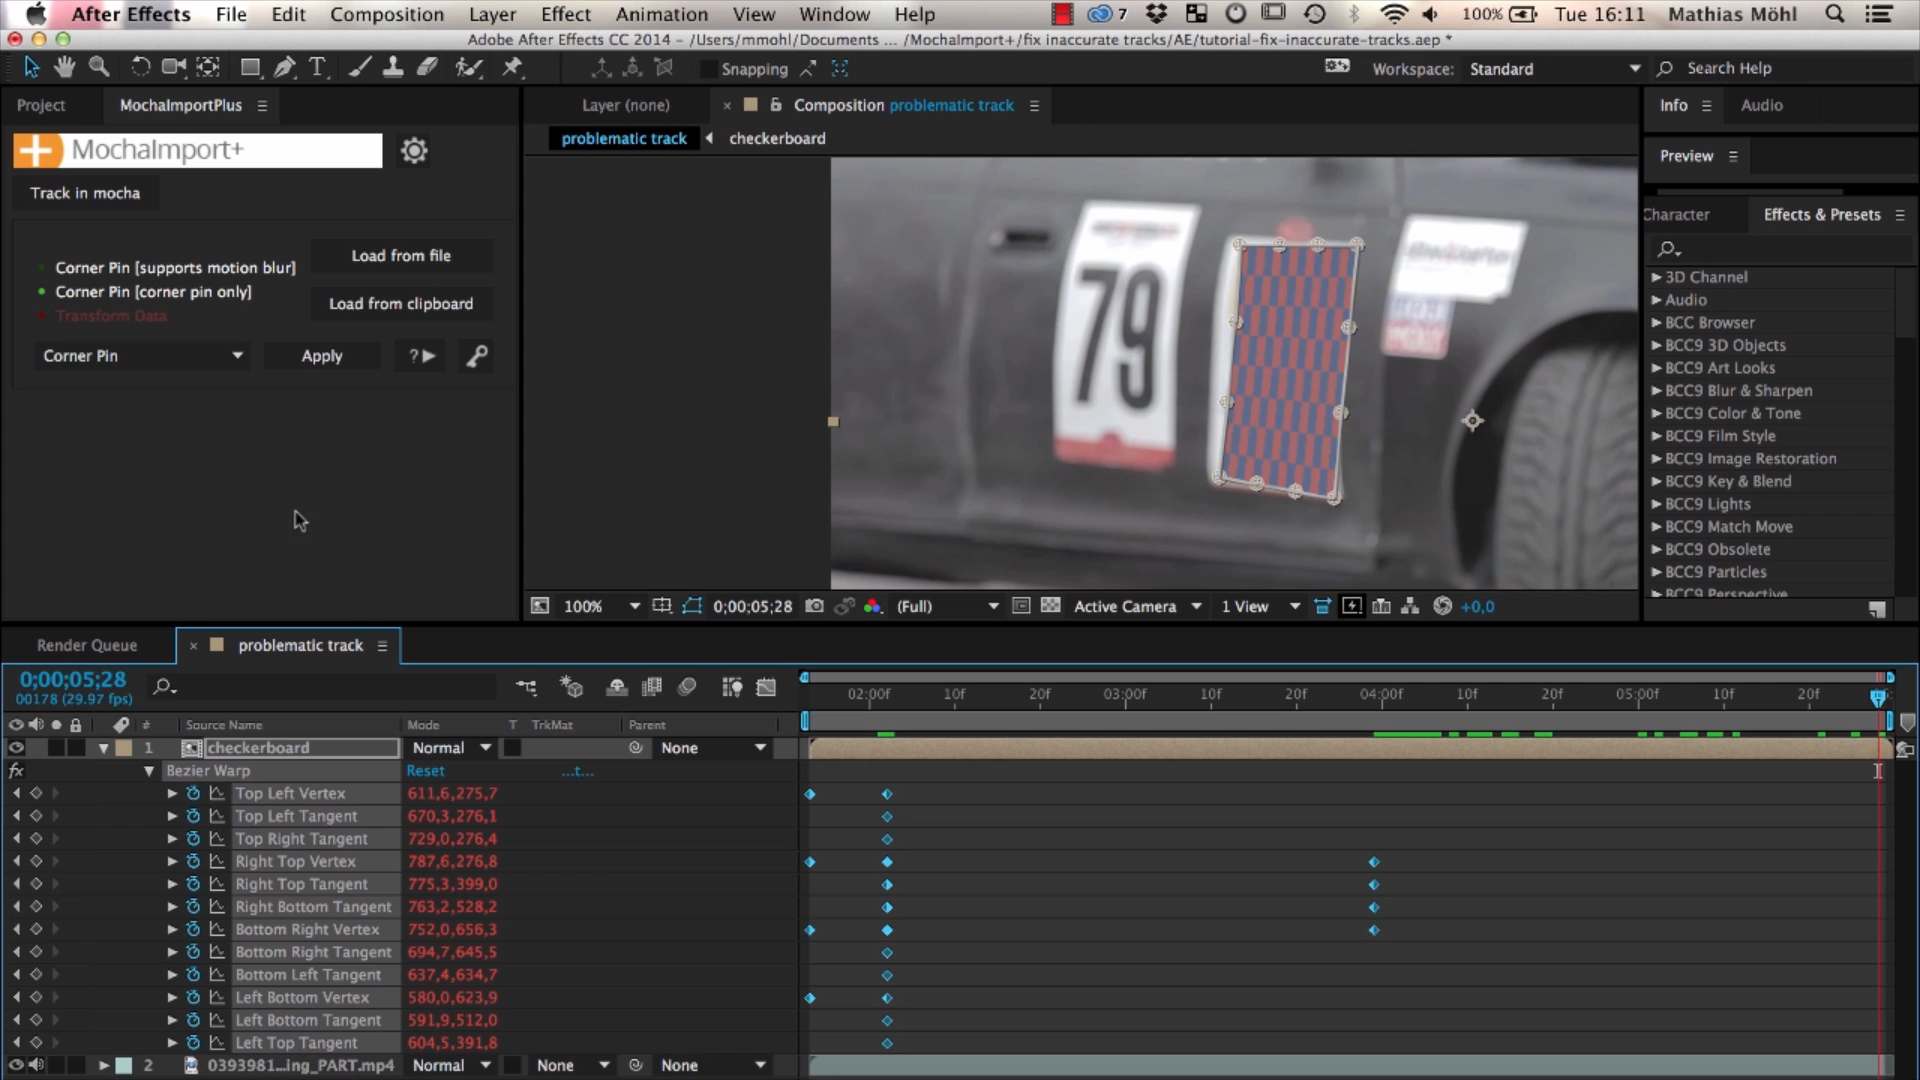 After Effects File Edit Composition Layer Effect Animation View Window Help 7 100% Tue 16:11 Mathias Möhl
Adobe After Effects CC 2014 - /Users/mmohl/Documents ... /MochaImport+/fix inaccurate tracks/AE/tutorial-fix-inaccurate-tracks.aep *
Snapping Workspace: Standard Search Help
Project MochaImportPlus Layer (none) × Composition problematic track Info Audio
problematic track checkerboard
MochaImport+
Preview
Track in mocha
Character Effects & Presets
Corner Pin [supports motion blur] Load from file
Corner Pin [corner pin only] Load from clipboard
Transform Data
Corner Pin Apply ?
79
3D Channel
Audio
BCC Browser
BCC9 3D Objects
BCC9 Art Looks
BCC9 Blur & Sharpen
BCC9 Color & Tone
BCC9 Film Style
BCC9 Image Restoration
BCC9 Key & Blend
BCC9 Lights
BCC9 Match Move
BCC9 Obsolete
BCC9 Particles
BCC9 Perspective
100% 0;00;05;28 (Full) Active Camera 1 View +0,0
Render Queue × problematic track
0;00;05;28
00178 (29.97 fps)
02:00f 10f 20f 03:00f 10f 20f 04:00f 10f 20f 05:00f 10f 20f
# Source Name Mode T TrkMat Parent
1 checkerboard Normal None
fx Bezier Warp Reset ...t...
Top Left Vertex 611,6,275,7
Top Left Tangent 670,3,276,1
Top Right Tangent 729,0,276,4
Right Top Vertex 787,6,276,8
Right Top Tangent 775,3,399,0
Right Bottom Tangent 763,2,528,2
Bottom Right Vertex 752,0,656,3
Bottom Right Tangent 694,7,645,5
Bottom Left Tangent 637,4,634,7
Left Bottom Vertex 580,0,623,9
Left Bottom Tangent 591,9,512,0
Left Top Tangent 604,5,391,8
2 0393981...ing_PART.mp4 Normal None None